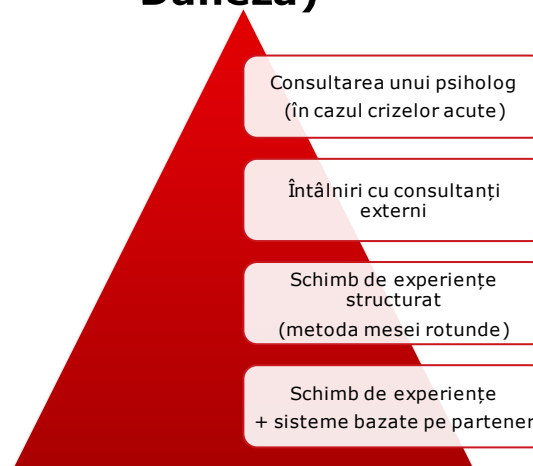 Consultarea unui psiholog
(în cazul crizelor acute)
Întâlniri cu consultanți
externi
Schimb de experiențe
structurat
(metoda mesei rotunde)
Schimb de experiențe
+ sisteme bazate pe partener